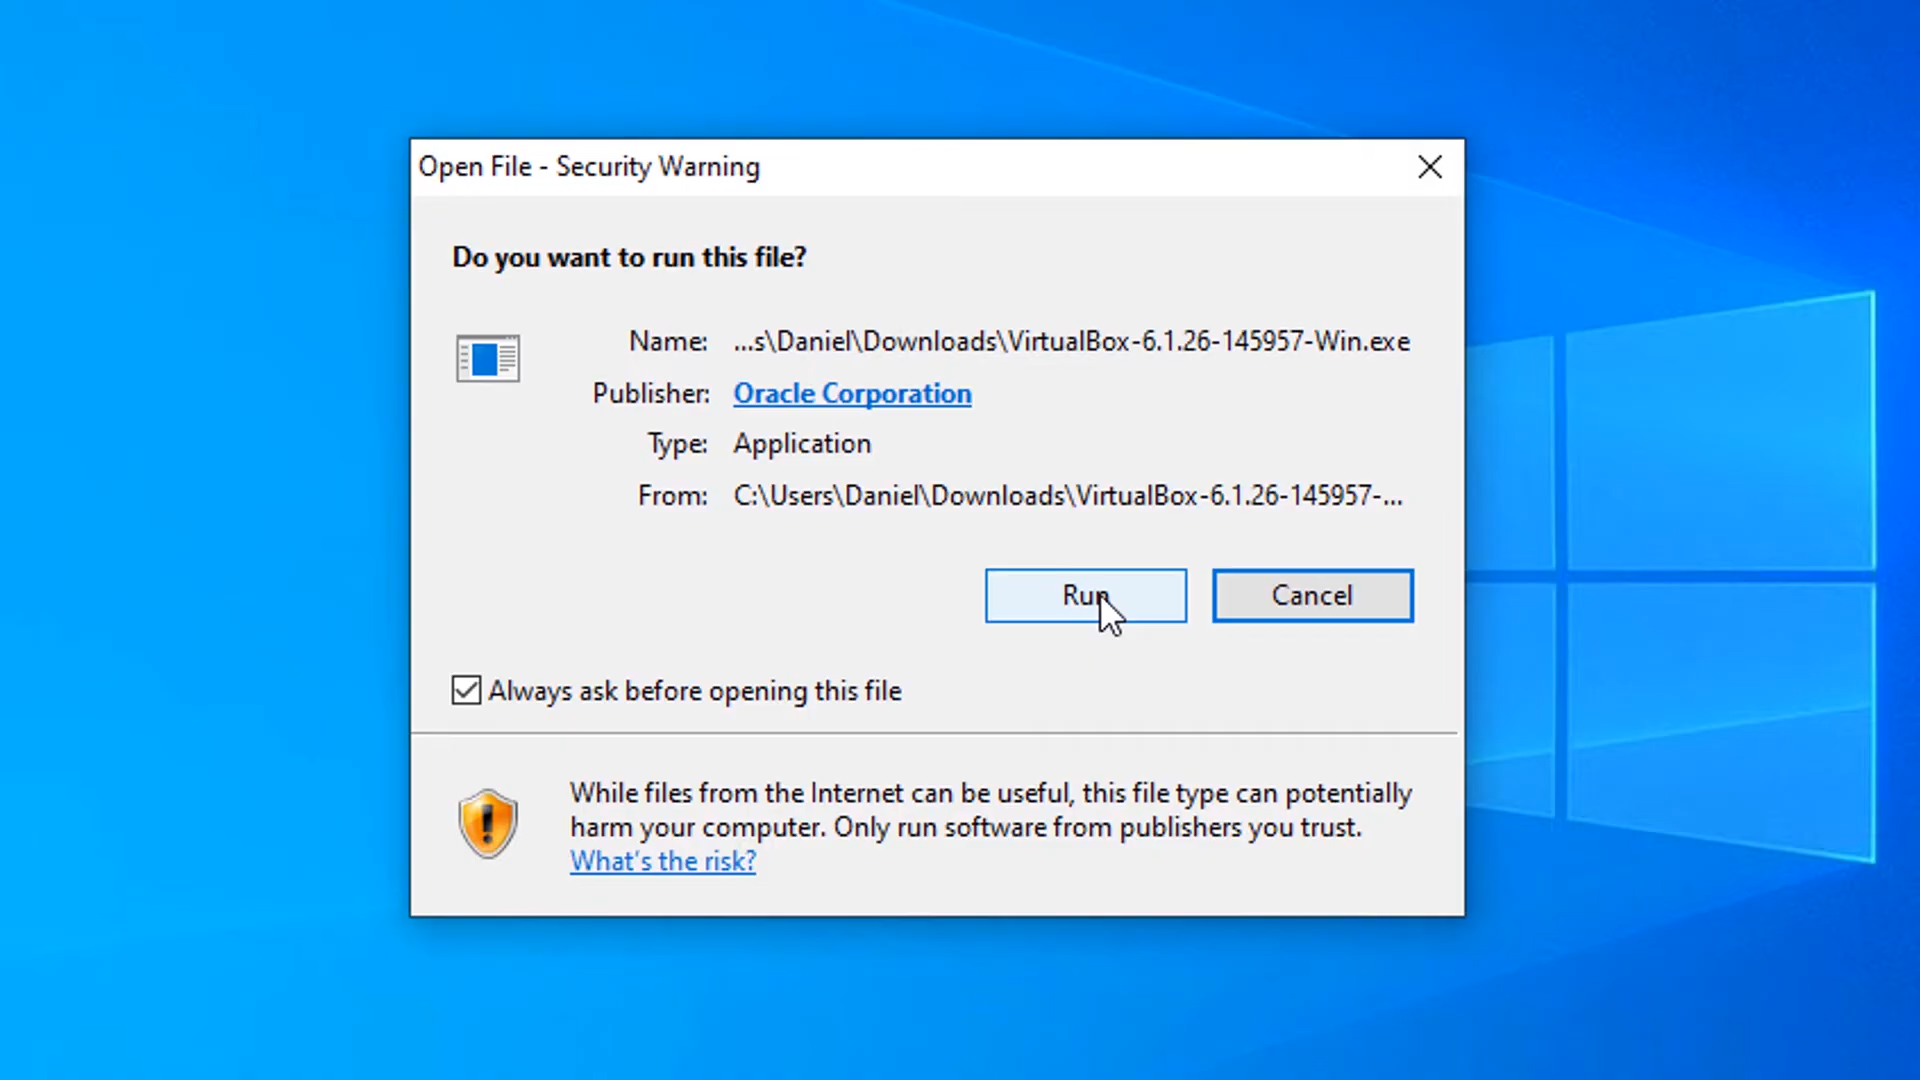 Open File - Security Warning
Do you want to run this file?
Name: ...s\Daniel\Downloads\VirtualBox-6.1.26-145957-Win.exe
Publisher: Oracle Corporation
Type: Application
From: C:\Users\Daniel\Downloads\VirtualBox-6.1.26-145957-...
Run Cancel
Always ask before opening this file
While files from the Internet can be useful, this file type can potentially
harm your computer. Only run software from publishers you trust.
What's the risk?